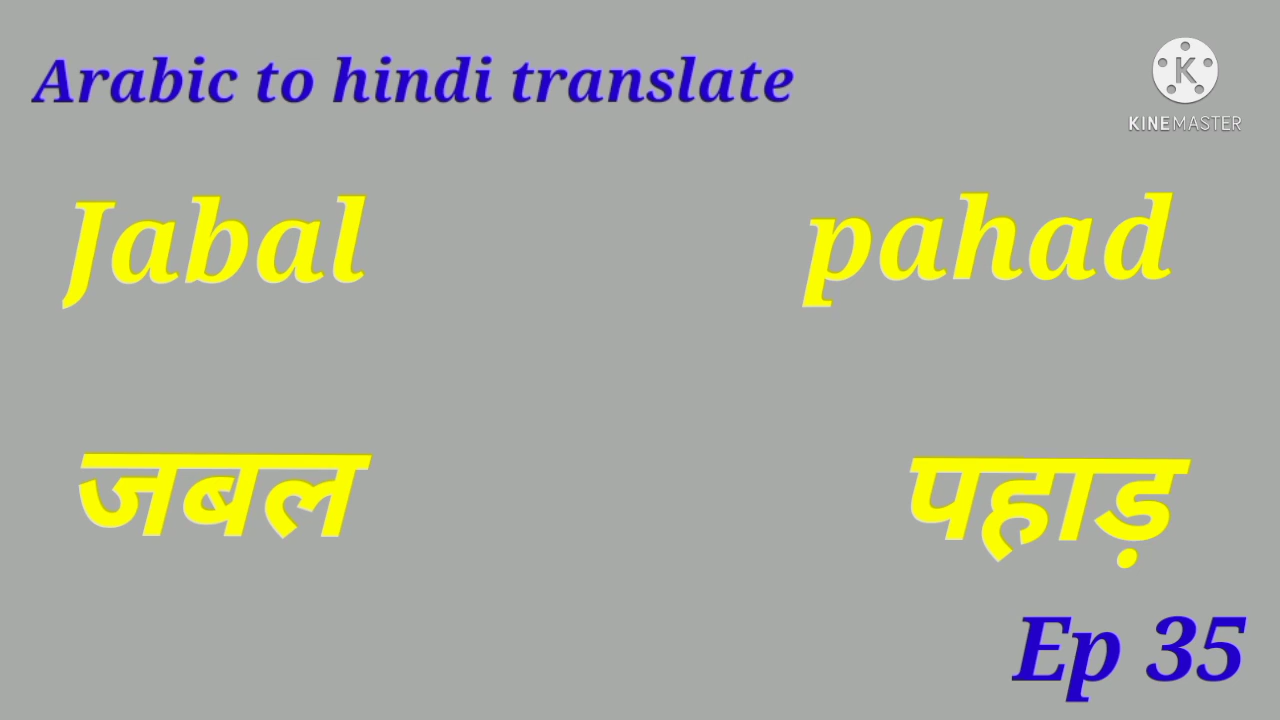 Arabic to hindi translate
KINEMASTER
Jabal pahad
जबल पहाड़
Ep 35